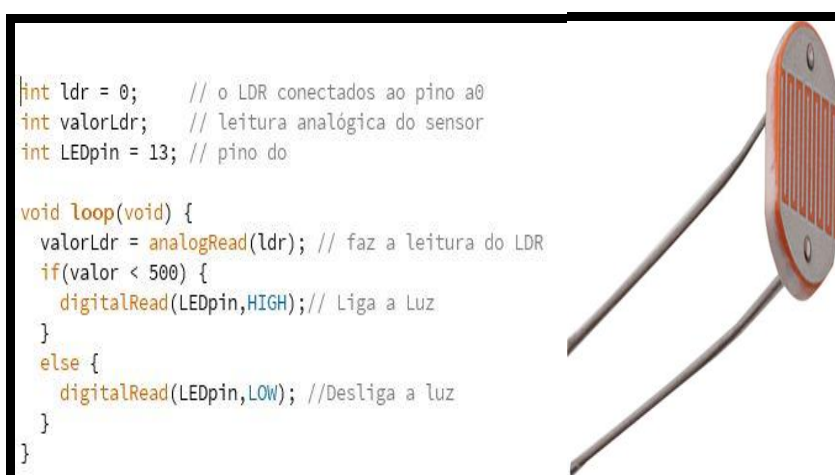 int ldr = 0;     // o LDR conectados ao pino a0
int valorLdr;    // leitura analógica do sensor
int LEDpin = 13; // pino do
void loop(void) {
  valorLdr = analogRead(ldr); // faz a leitura do LDR
  if(valor < 500) {
    digitalRead(LEDpin,HIGH);// Liga a Luz
  }
  else {
    digitalRead(LEDpin,LOW); //Desliga a luz
  }
}